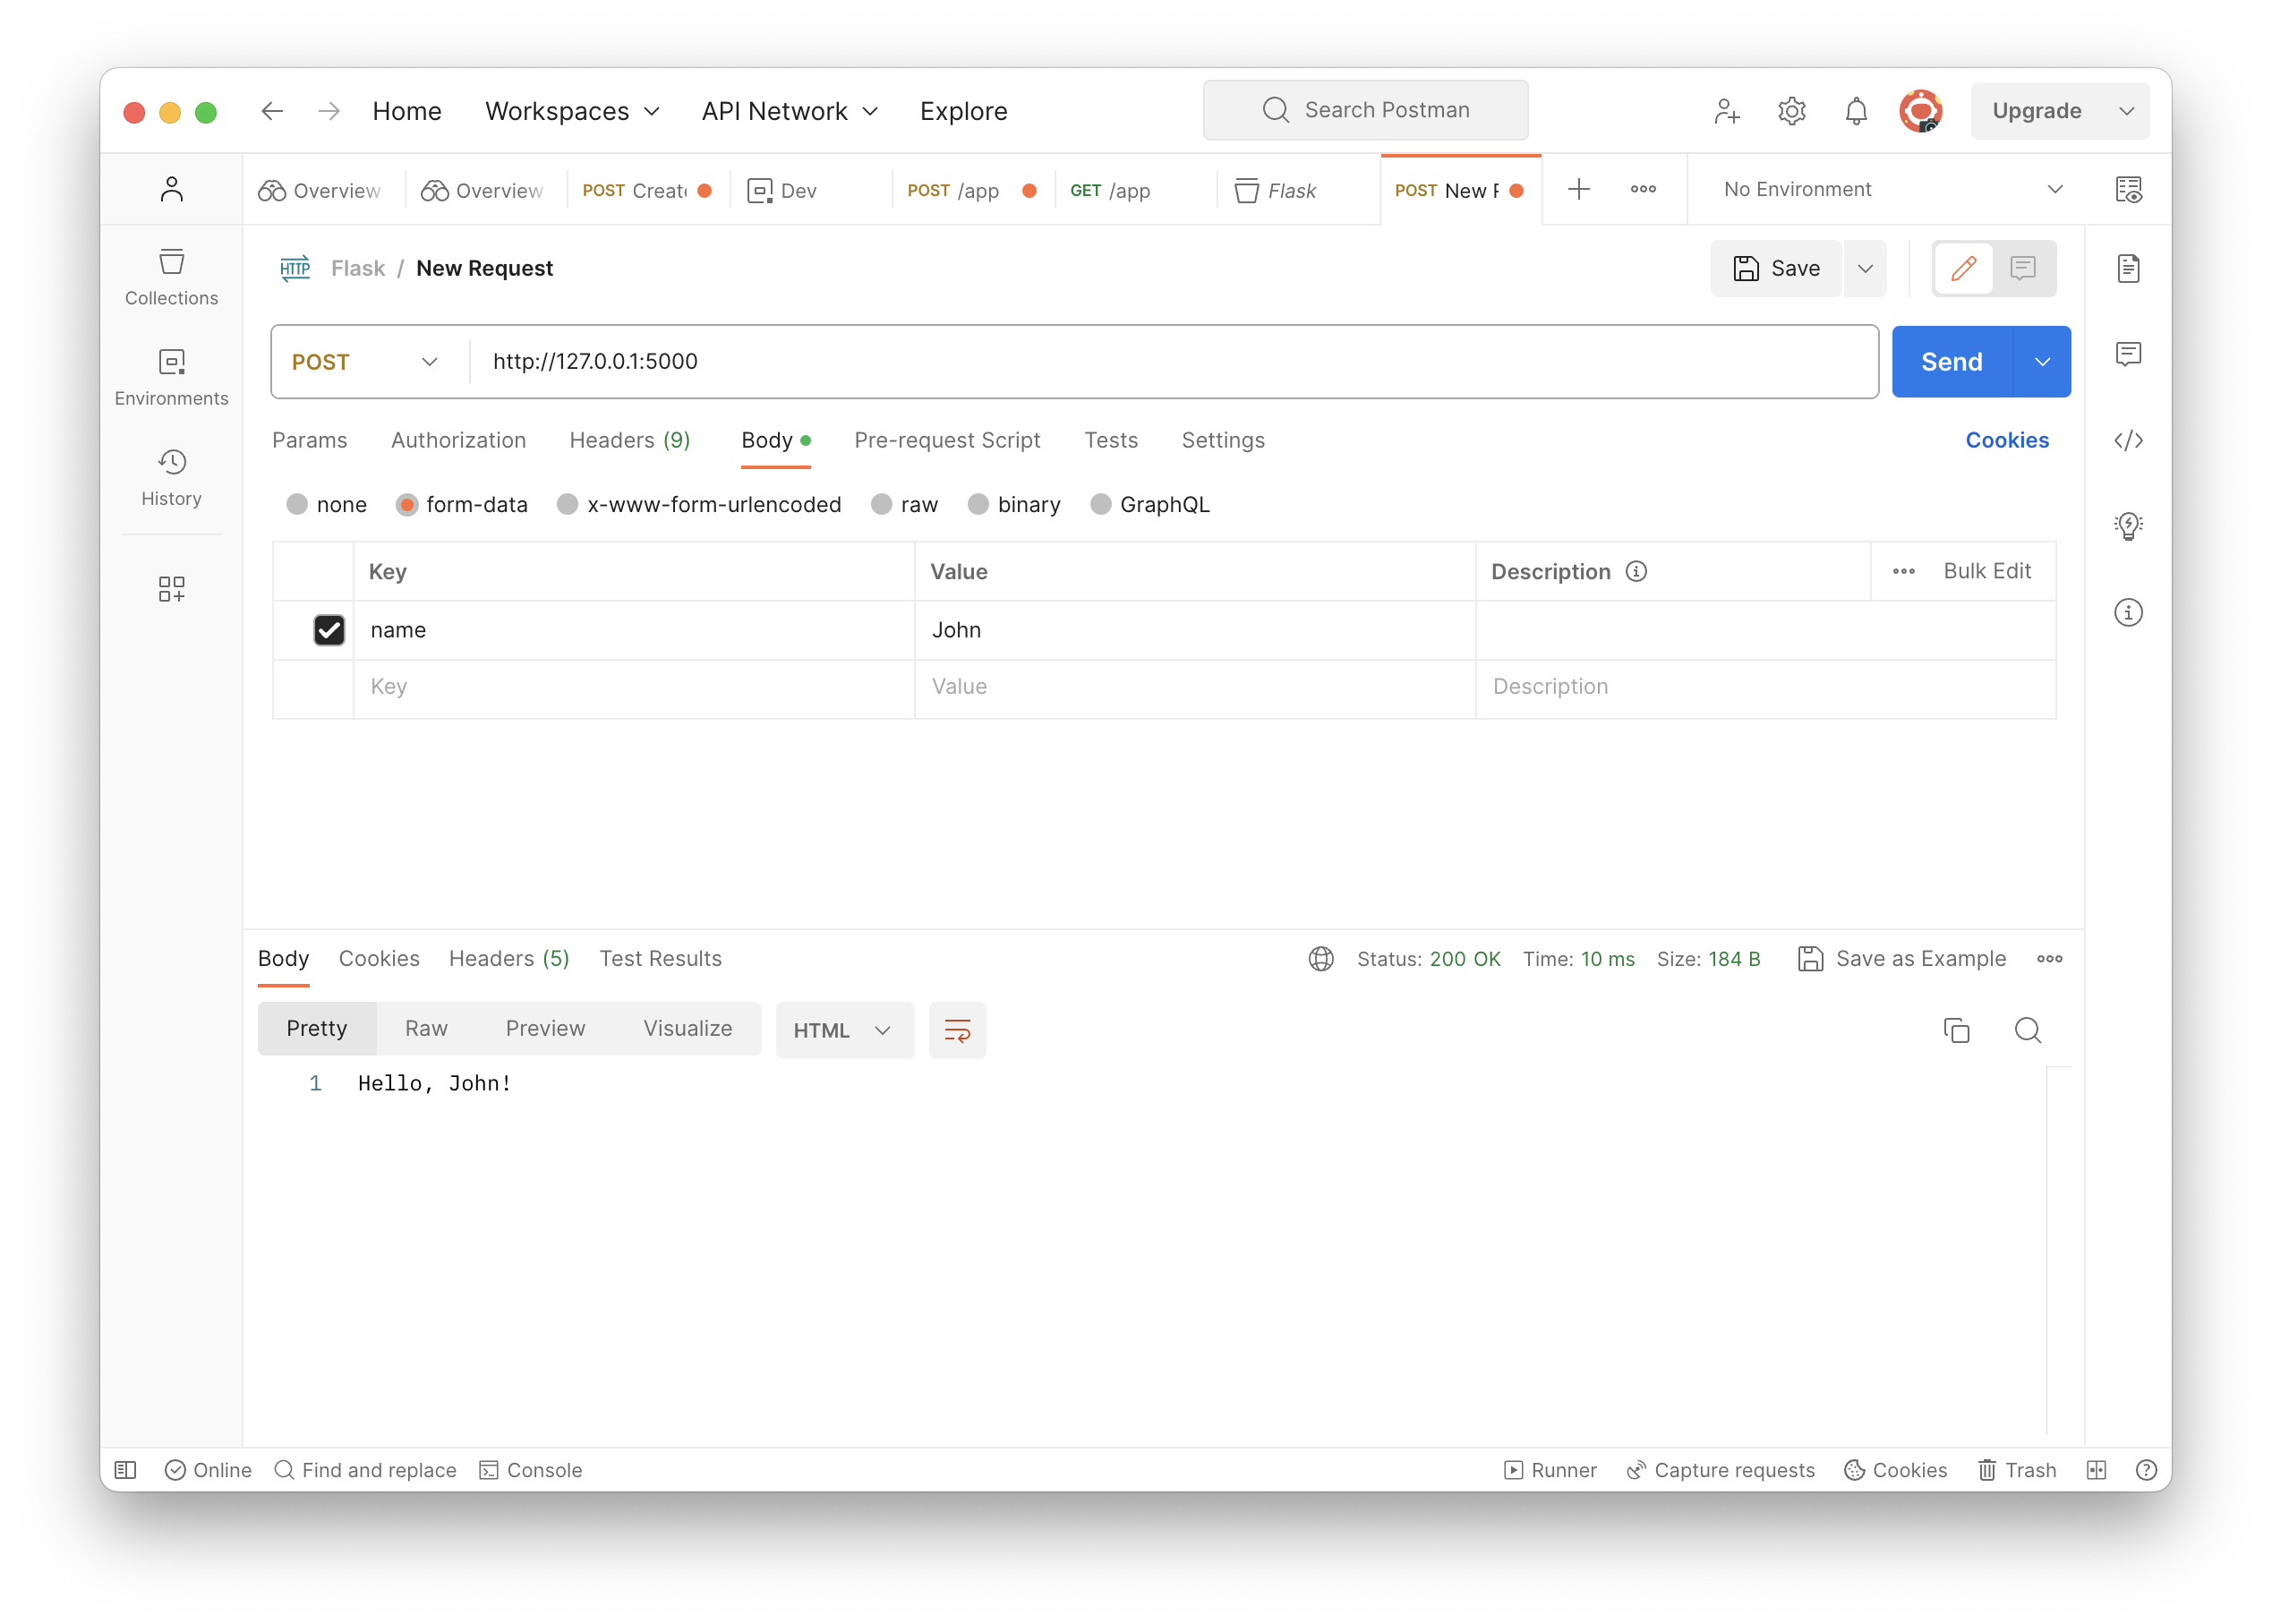 Home Workspaces API Network Explore Search Postman Upgrade
Overview Overview POST Create Dev POST /app GET /app Flask POST New R No Environment
Collections
Environments
History
HTTP Flask / New Request Save
POST http://127.0.0.1:5000 Send
Params Authorization Headers (9) Body Pre-request Script Tests Settings Cookies
none form-data x-www-form-urlencoded raw binary GraphQL
Key Value Description Bulk Edit
name John
Key Value Description
Body Cookies Headers (5) Test Results Status: 200 OK Time: 10 ms Size: 184 B Save as Example
Pretty Raw Preview Visualize HTML
1 Hello, John!
Online Find and replace Console Runner Capture requests Cookies Trash